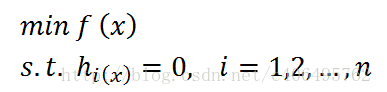 min f (x)
s.t. h_{i(x)} = 0, i = 1,2, …, n